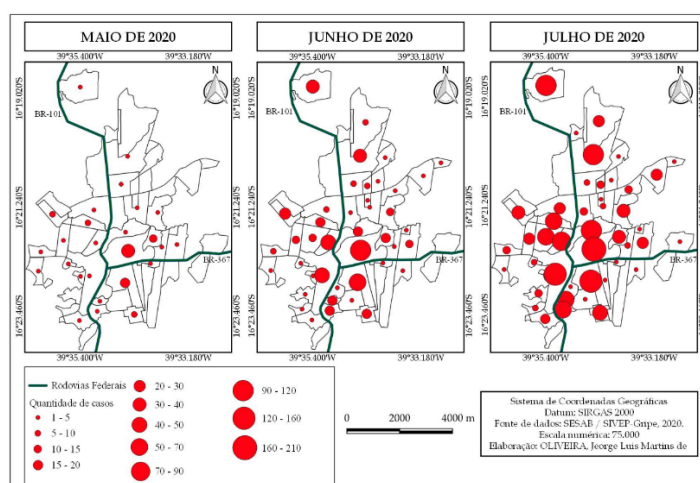 MAIO DE 2020
JUNHO DE 2020
JULHO DE 2020
39°35.400'W 39°33.180'W
39°35.400'W 39°33.180'W
39°35.400'W 39°33.180'W
N
N
N
16°19.020'S
16°19.020'S
16°19.020'S
BR-101
BR-101
BR-101
16°21.240'S
16°21.240'S
16°21.240'S
BR-367
BR-367
BR-367
16°23.460'S
16°23.460'S
16°23.460'S
39°35.400'W 39°33.180'W
39°35.400'W 39°33.180'W
39°35.400'W 39°33.180'W
Rodovias Federais
Quantidade de casos
1 - 5
5 - 10
10 - 15
15 - 20
20 - 30
30 - 40
40 - 50
50 - 70
70 - 90
90 - 120
120 - 160
160 - 210
0 2000 4000 m
Sistema de Coordenadas Geográficas
Datum: SIRGAS 2000
Fonte de dados: SESAB / SIVEP-Gripe, 2020.
Escala numérica: 75.000
Elaboração: OLIVEIRA, Jeorge Luis Martins de